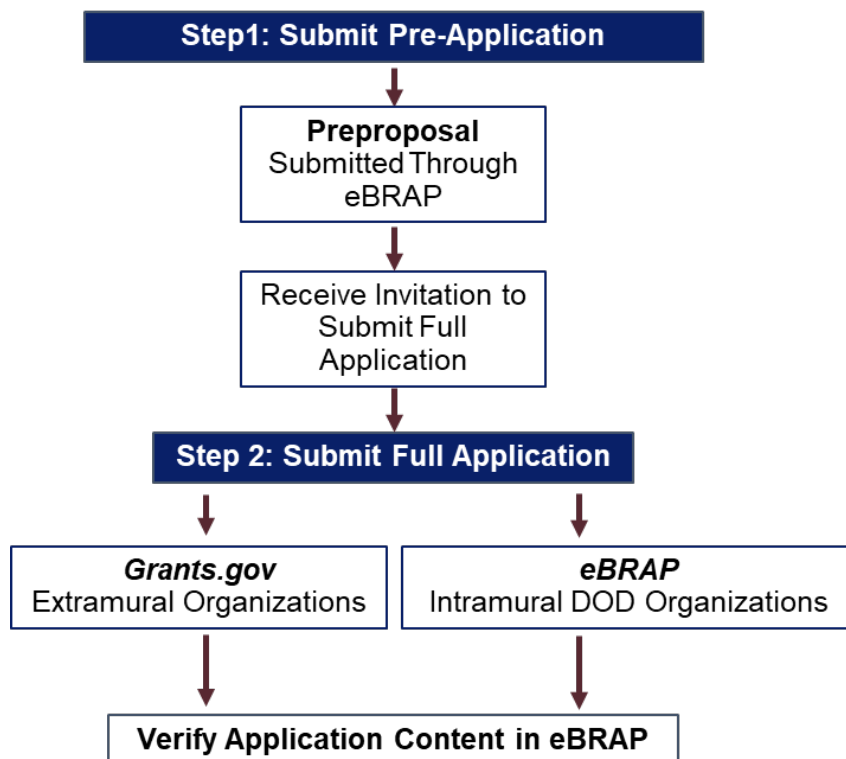 Step1: Submit Pre-Application
Preproposal
Submitted Through
eBRAP
Receive Invitation to
Submit Full
Application
Step 2: Submit Full Application
Grants.gov
Extramural Organizations
eBRAP
Intramural DOD Organizations
Verify Application Content in eBRAP